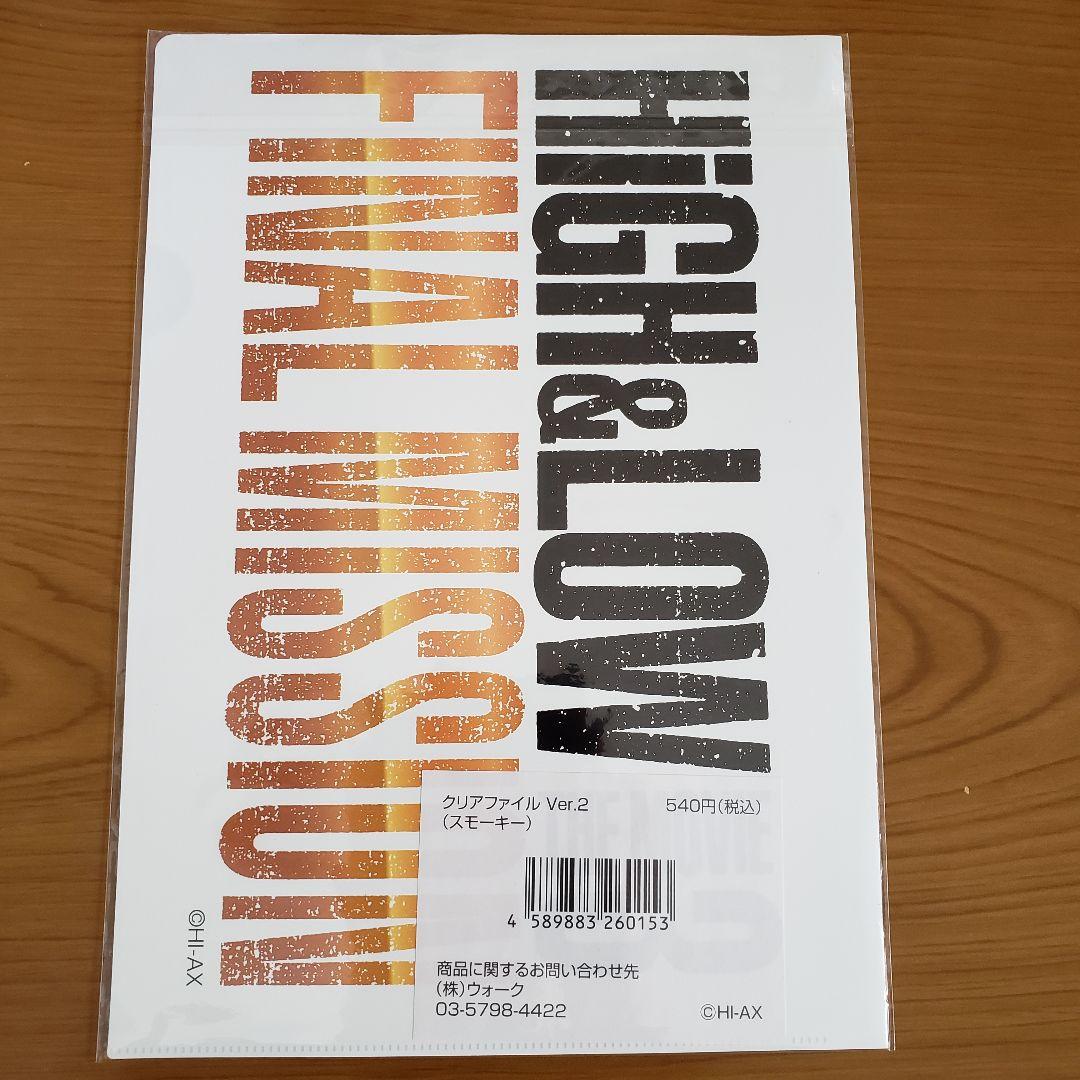 HiGH&LOW
FINAL MISSION
©HI-AX
クリアファイル Ver.2 540円(税込)
(スモーキー)
4 589883 260153
商品に関するお問い合わせ先
(株)ウォーク
03-5798-4422
©HI-AX